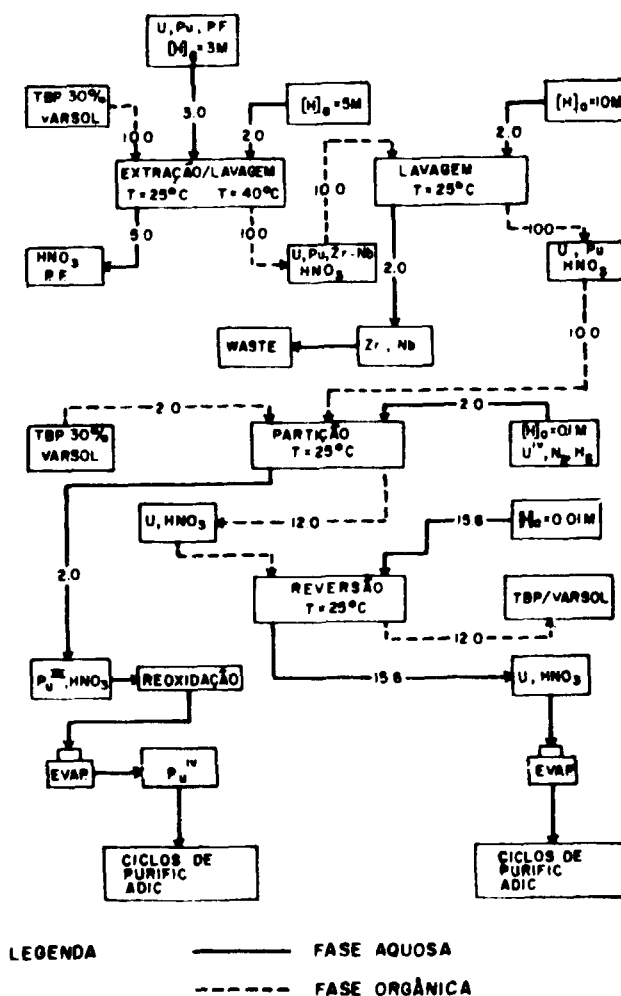 U, Pu, P.F
[H]a = 3M
TBP 30%
VARSOL
10.0
3.0
2.0
[H]a = 5M
[H]a = 10M
2.0
EXTRAÇÃO/LAVAGEM
T = 25°C T = 40°C
10.0
LAVAGEM
T = 25°C
5.0
10.0
2.0
100
HNO3
P.F
U, Pu, Zr-Nb
HNO3
U, Pu
HNO3
WASTE
Zr, Nb
10.0
2.0
2.0
TBP 30%
VARSOL
PARTIÇÃO
T = 25°C
[H]a = 0.1M
U IV, N2 H5
U, HNO3
12.0
15.6
Ha = 0.01M
2.0
REVERSÃO
T = 25°C
TBP/VARSOL
12.0
Pu III, HNO3
REOXIDAÇÃO
15.6
U, HNO3
EVAP.
Pu IV
EVAP
CICLOS DE
PURIFIC
ADIC
CICLOS DE
PURIFIC
ADIC
LEGENDA
FASE AQUOSA
FASE ORGÂNICA